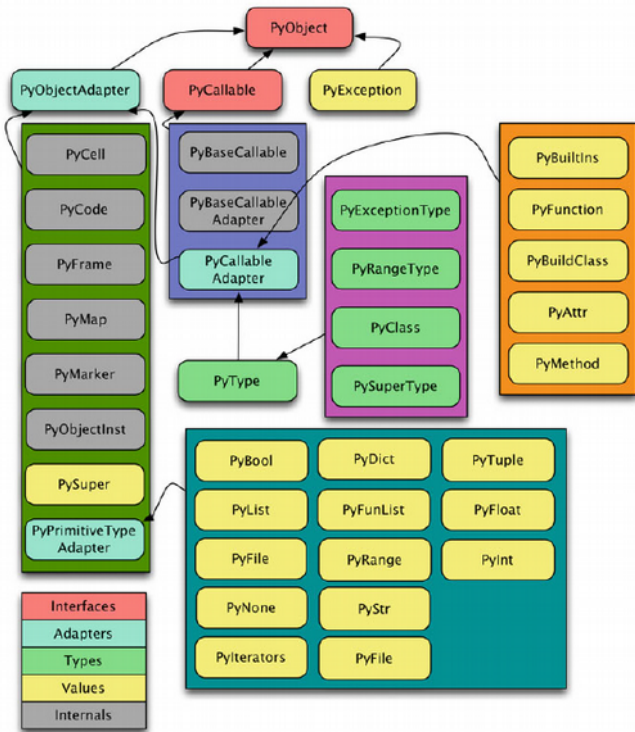 PyObject
PyObjectAdapter
PyCallable
PyException
PyCell
PyCode
PyFrame
PyMap
PyMarker
PyObjectInst
PySuper
PyPrimitiveType
Adapter
PyBaseCallable
PyBaseCallable
Adapter
PyCallable
Adapter
PyType
PyExceptionType
PyRangeType
PyClass
PySuperType
PyBuiltIns
PyFunction
PyBuildClass
PyAttr
PyMethod
PyBool
PyDict
PyTuple
PyList
PyFunList
PyFloat
PyFile
PyRange
PyInt
PyNone
PyStr
PyIterators
PyFile
Interfaces
Adapters
Types
Values
Internals